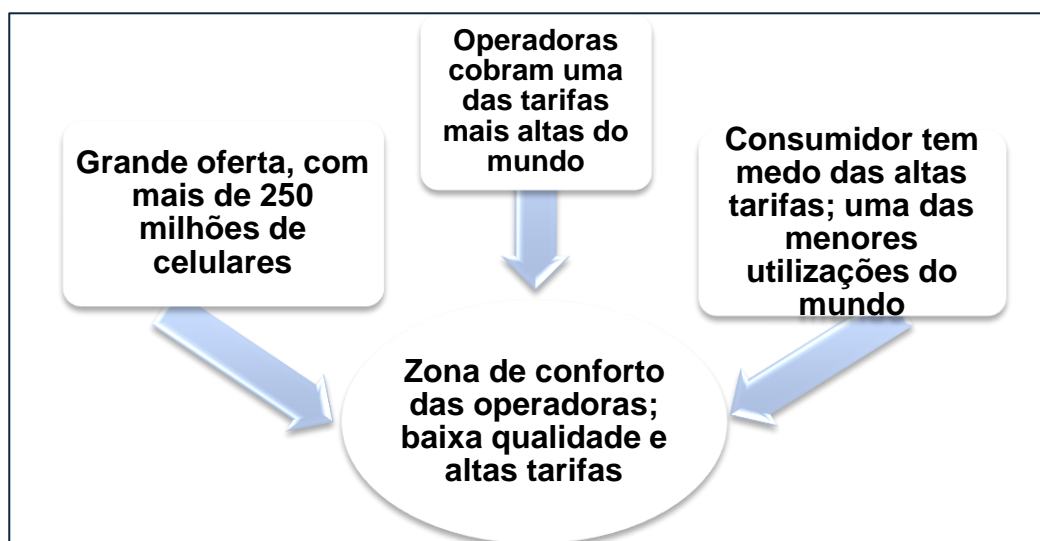 Operadoras
cobram uma
das tarifas
mais altas do
mundo
Grande oferta, com
mais de 250
milhões de
celulares
Consumidor tem
medo das altas
tarifas; uma das
menores
utilizações do
mundo
Zona de conforto
das operadoras;
baixa qualidade e
altas tarifas